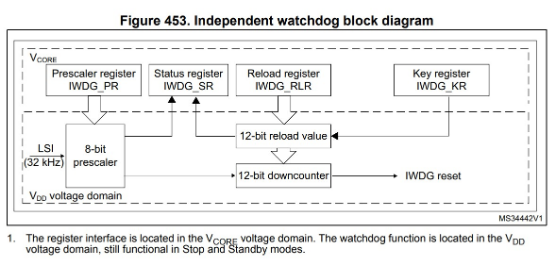 Figure 453. Independent watchdog block diagram
VCORE
Prescaler register
IWDG_PR
Status register
IWDG_SR
Reload register
IWDG_RLR
Key register
IWDG_KR
LSI
(32 kHz)
8-bit
prescaler
12-bit reload value
12-bit downcounter
IWDG reset
VDD voltage domain
MS34442V1
1. The register interface is located in the VCORE voltage domain. The watchdog function is located in the VDD
voltage domain, still functional in Stop and Standby modes.